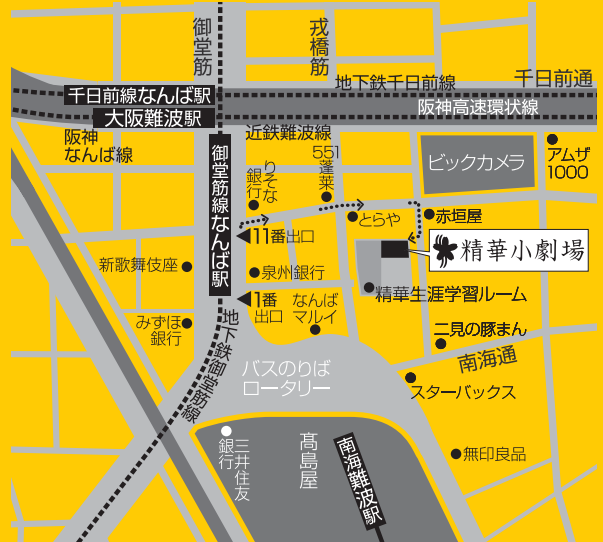 御堂筋
戎橋筋
地下鉄千日前線
千日前通
千日前線なんば駅
大阪難波駅
阪神高速環状線
阪神
なんば線
近鉄難波線
551
蓬莱
りそな
銀行
御堂筋線なんば駅
ビックカメラ
アムザ
1000
とらや
赤垣屋
11番出口
精華小劇場
新歌舞伎座
泉州銀行
精華生涯学習ルーム
1番
出口
なんば
マルイ
みずほ
銀行
地下鉄御堂筋線
二見の豚まん
南海通
バスのりば
ロータリー
スターバックス
三井住友
銀行
髙島屋
南海難波駅
無印良品